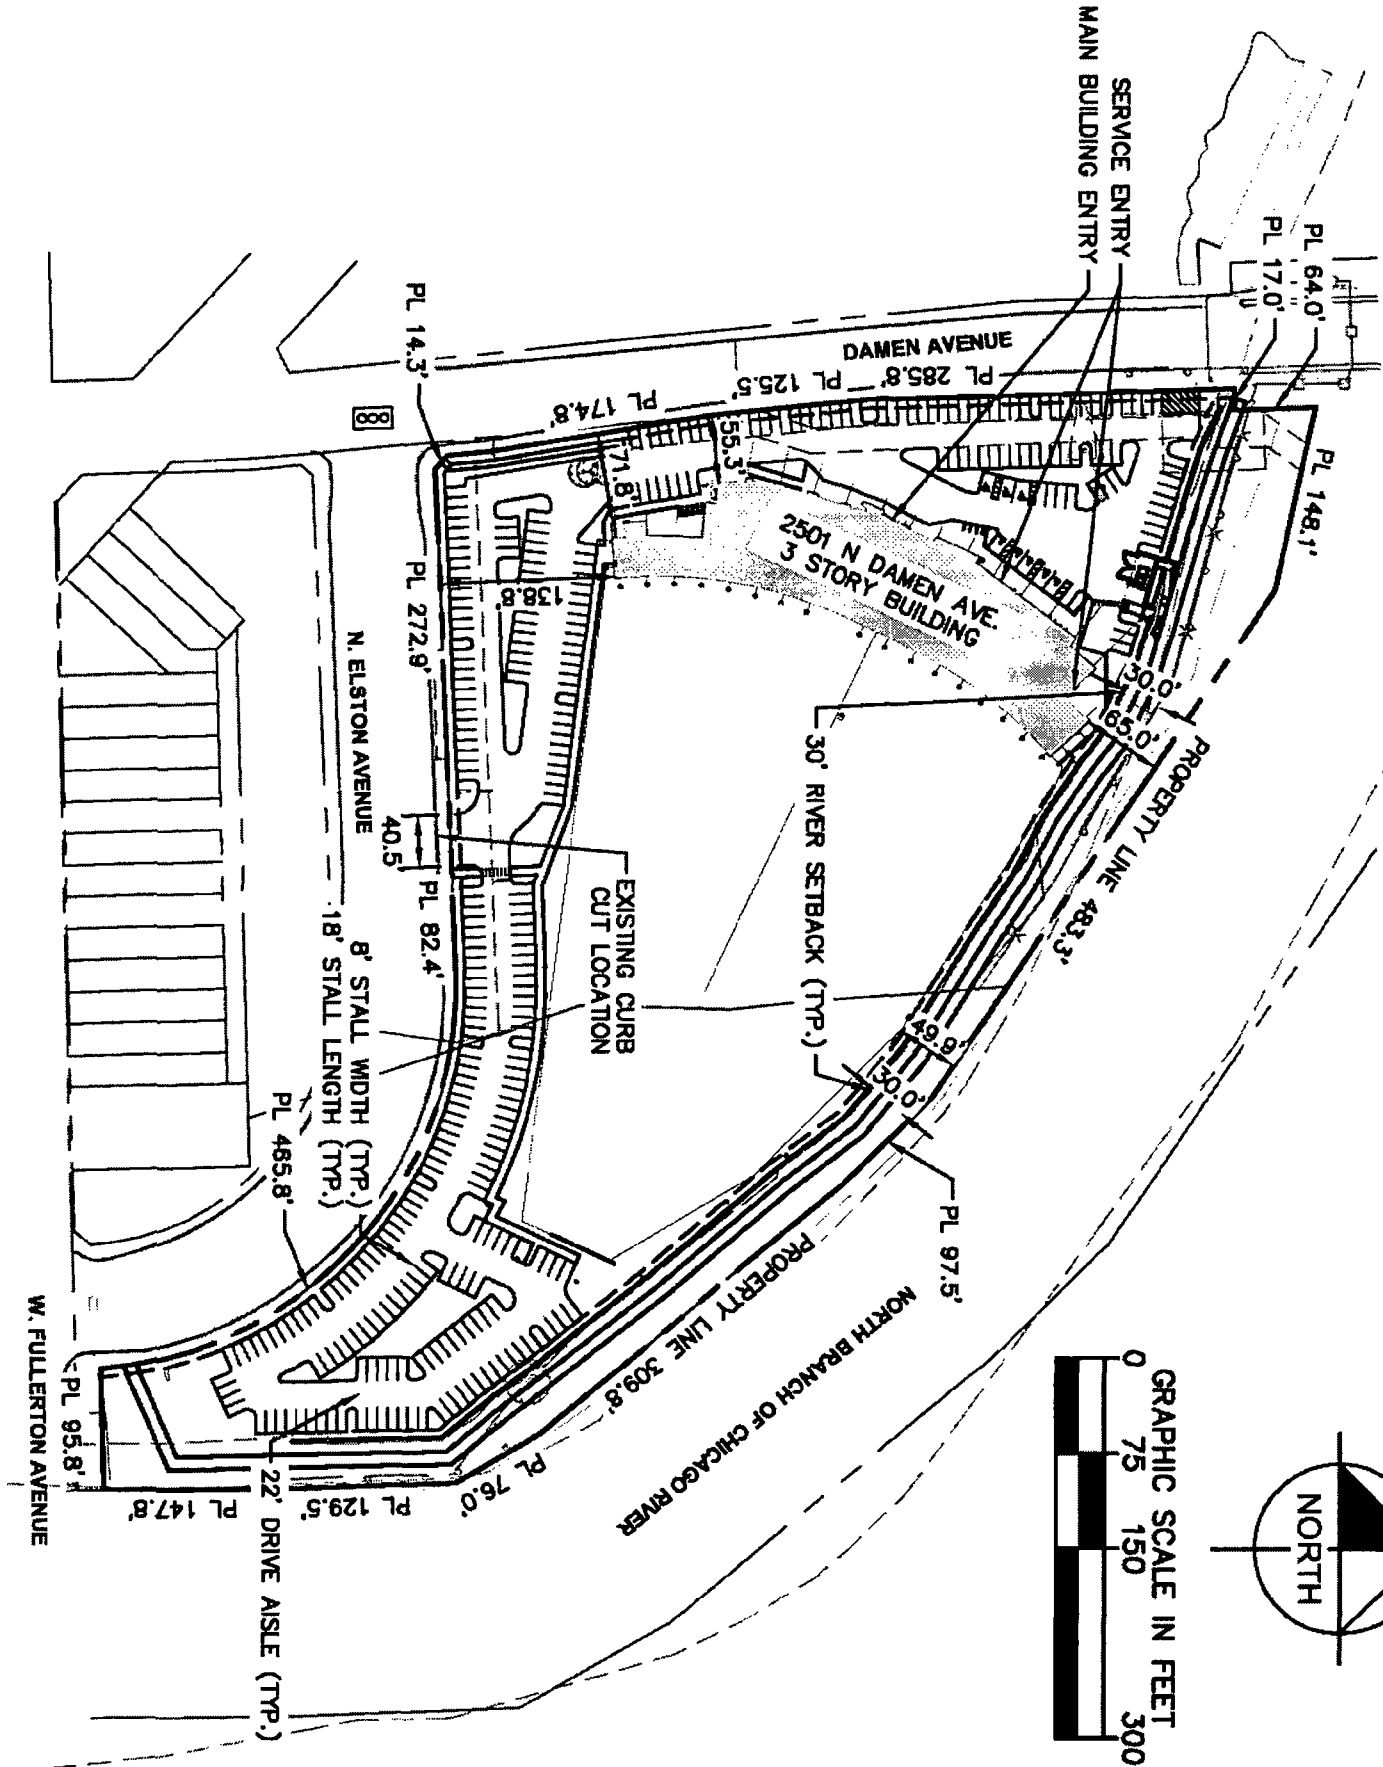 MAIN BUILDING ENTRY
SERVICE ENTRY
PL 64.0'
PL 17.0'
PL 148.1'
DAMEN AVENUE
PL 285.8'
PL 125.5'
PL 174.8'
PL 14.3'
55.3'
71.8'
2501 N DAMEN AVE.
3 STORY BUILDING
138.8'
PL 272.9'
N. ELSTON AVENUE
40.5'
PL 82.4'
EXISTING CURB
CUT LOCATION
30' RIVER SETBACK (TYP.)
30.0'
65.0'
PROPERTY LINE 483.3'
49.9'
30.0'
PL 97.5'
8' STALL WIDTH (TYP.)
18' STALL LENGTH (TYP.)
PL 465.8'
PROPERTY LINE 309.8'
NORTH BRANCH OF CHICAGO RIVER
PL 76.0'
PL 129.5'
PL 147.8'
PL 95.8'
W. FULLERTON AVENUE
22' DRIVE AISLE (TYP.)
GRAPHIC SCALE IN FEET
0 75 150 300
NORTH